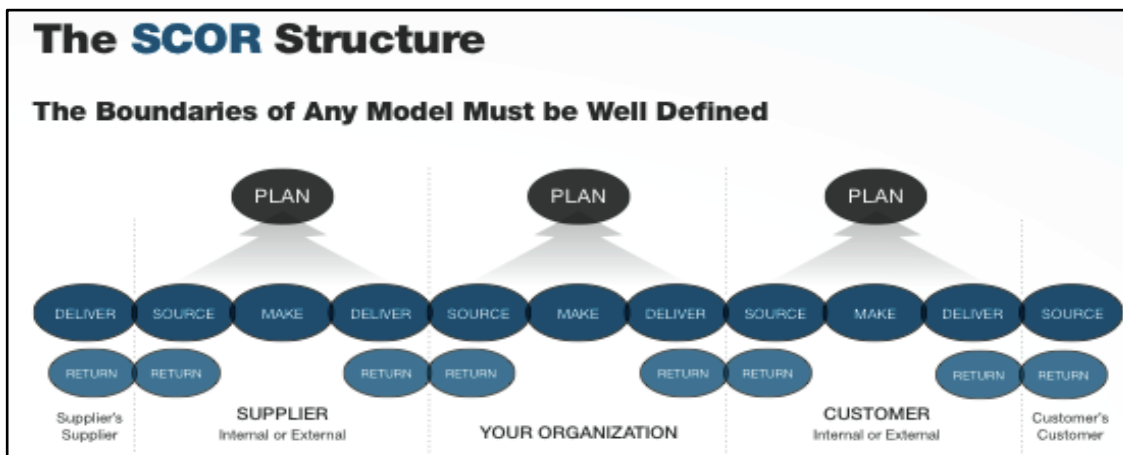 The SCOR Structure
The Boundaries of Any Model Must be Well Defined
PLAN PLAN PLAN
DELIVER SOURCE MAKE DELIVER SOURCE MAKE DELIVER SOURCE MAKE DELIVER SOURCE
RETURN RETURN RETURN RETURN RETURN RETURN RETURN RETURN
Supplier's
Supplier
SUPPLIER
Internal or External
YOUR ORGANIZATION
CUSTOMER
Internal or External
Customer's
Customer